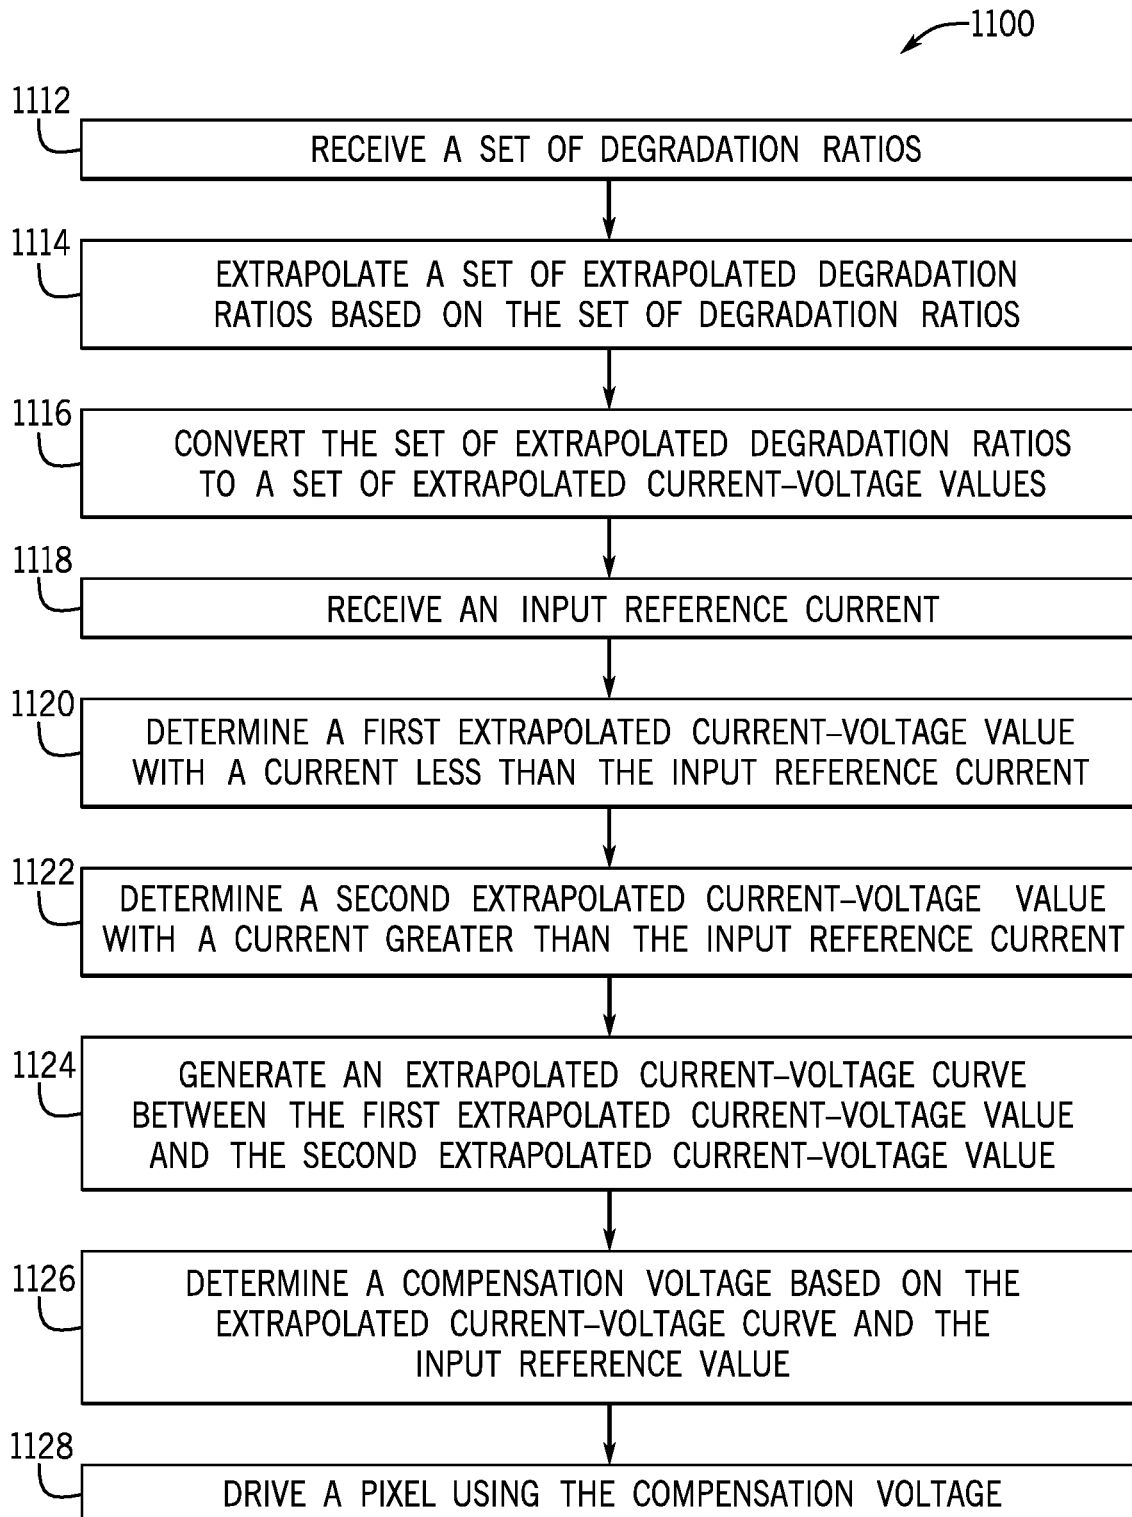 1100
1112
RECEIVE A SET OF DEGRADATION RATIOS
1114
EXTRAPOLATE A SET OF EXTRAPOLATED DEGRADATION
RATIOS BASED ON THE SET OF DEGRADATION RATIOS
1116
CONVERT THE SET OF EXTRAPOLATED DEGRADATION RATIOS
TO A SET OF EXTRAPOLATED CURRENT–VOLTAGE VALUES
1118
RECEIVE AN INPUT REFERENCE CURRENT
1120
DETERMINE A FIRST EXTRAPOLATED CURRENT–VOLTAGE VALUE
WITH A CURRENT LESS THAN THE INPUT REFERENCE CURRENT
1122
DETERMINE A SECOND EXTRAPOLATED CURRENT–VOLTAGE VALUE
WITH A CURRENT GREATER THAN THE INPUT REFERENCE CURRENT
1124
GENERATE AN EXTRAPOLATED CURRENT–VOLTAGE CURVE
BETWEEN THE FIRST EXTRAPOLATED CURRENT–VOLTAGE VALUE
AND THE SECOND EXTRAPOLATED CURRENT–VOLTAGE VALUE
1126
DETERMINE A COMPENSATION VOLTAGE BASED ON THE
EXTRAPOLATED CURRENT–VOLTAGE CURVE AND THE
INPUT REFERENCE VALUE
1128
DRIVE A PIXEL USING THE COMPENSATION VOLTAGE